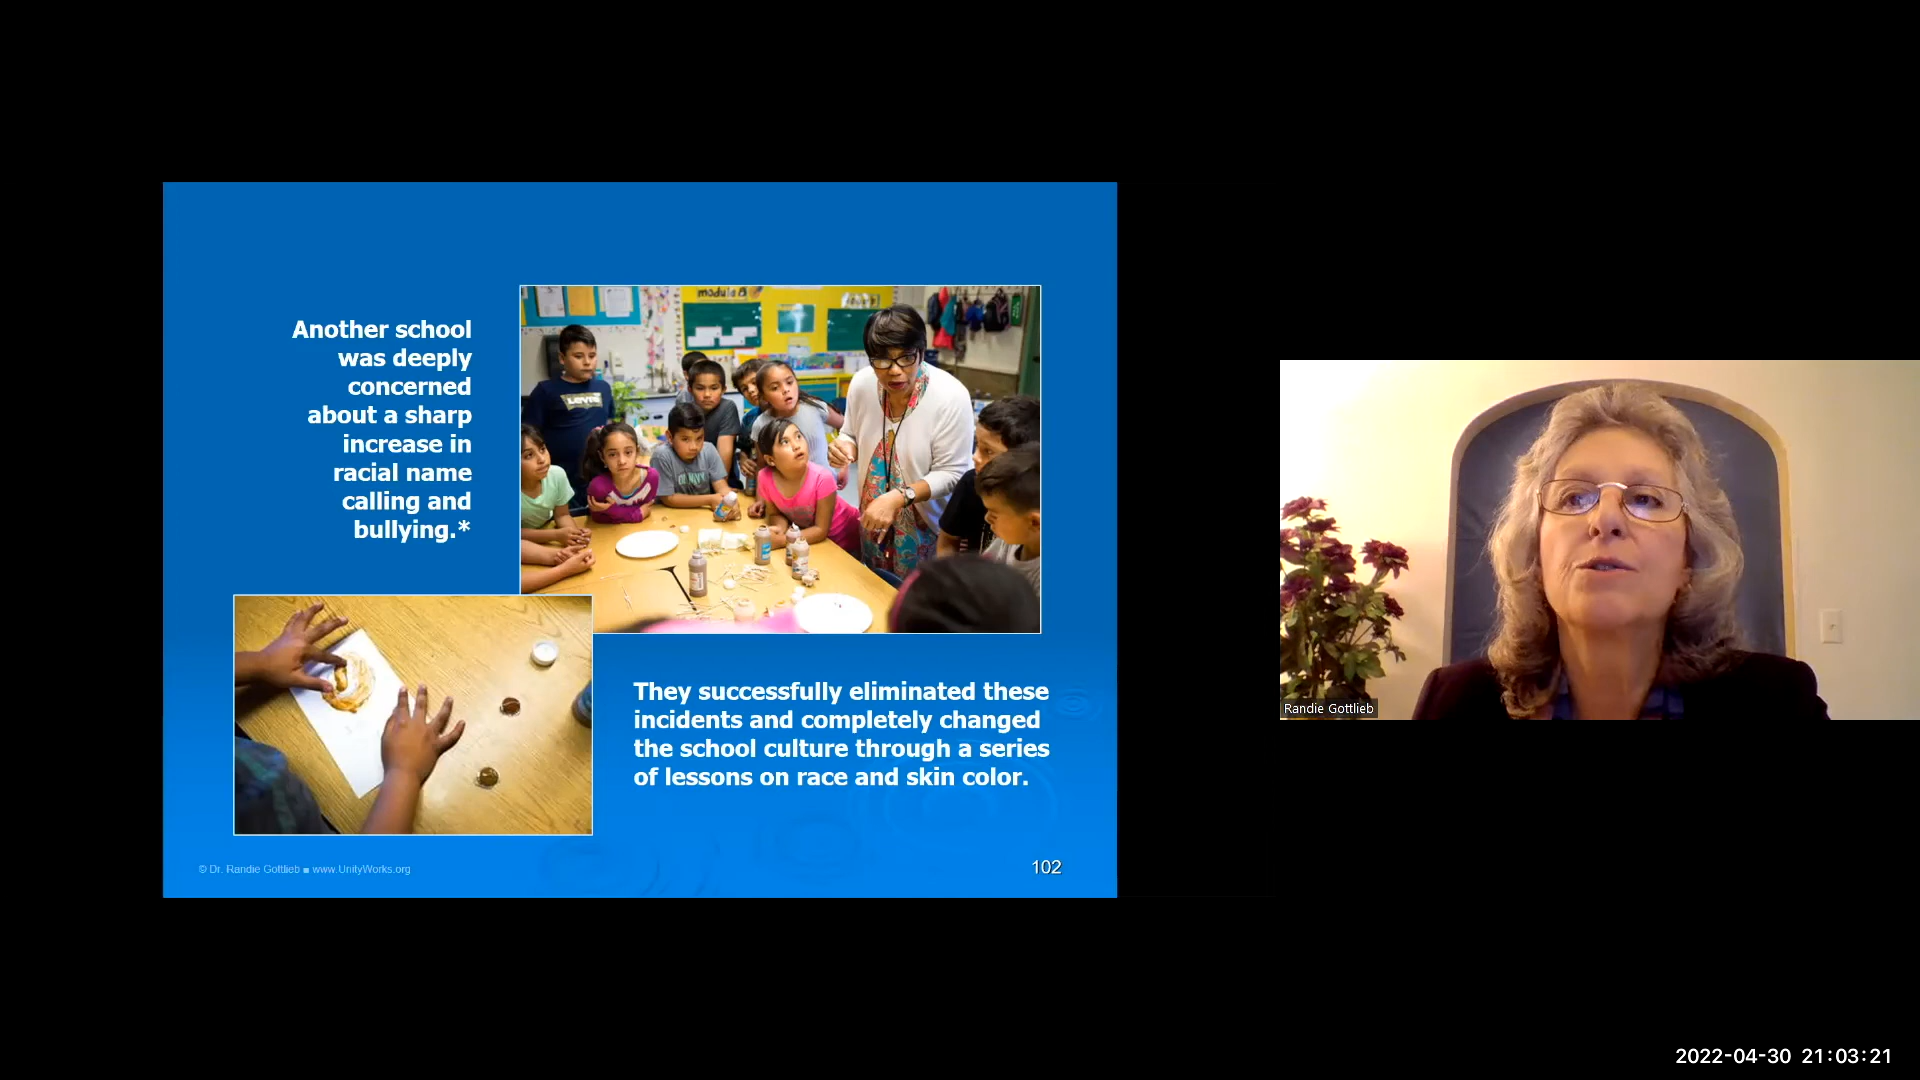 Another school
was deeply
concerned
about a sharp
increase in
racial name
calling and
bullying.*
module
LEVI'S
They successfully eliminated these
incidents and completely changed
the school culture through a series
of lessons on race and skin color.
© Dr. Randie Gottlieb ■ www.UnityWorks.org
102
Randie Gottlieb
2022-04-30 21:03:21